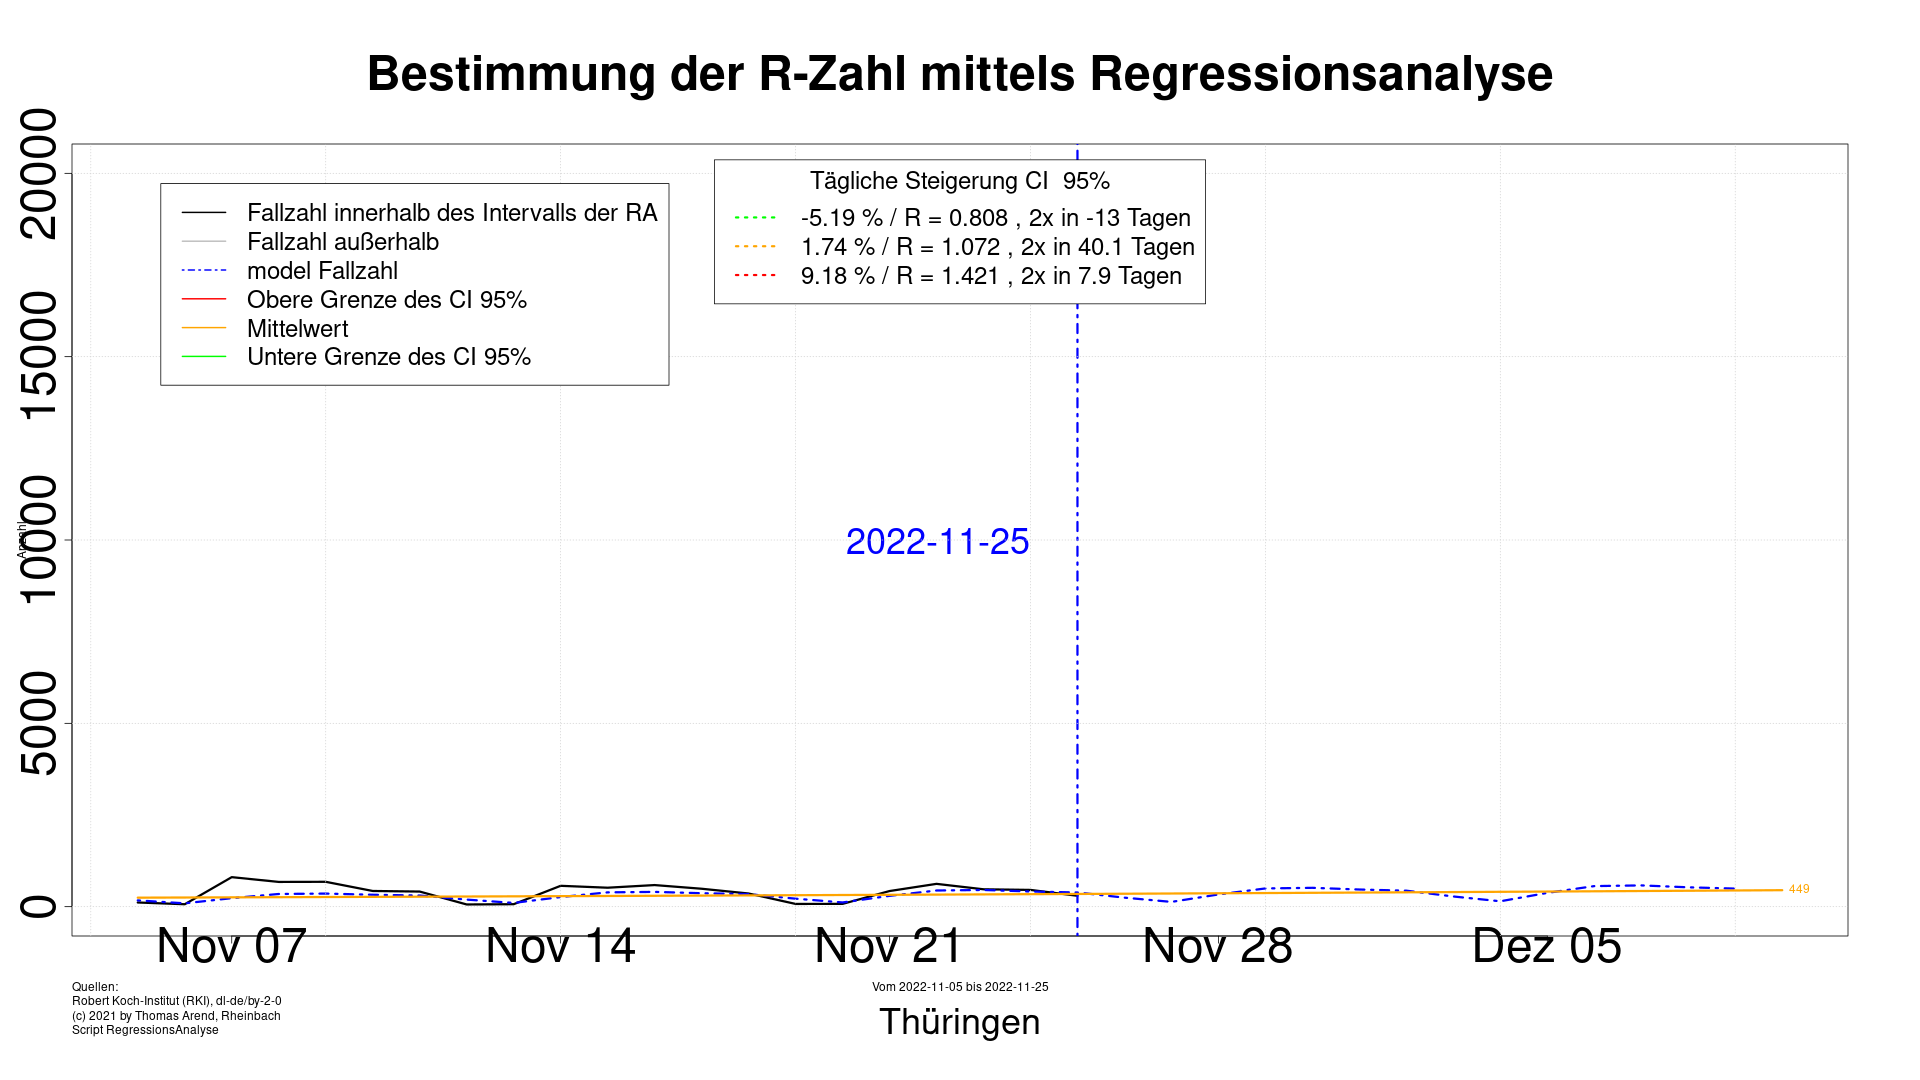 Bestimmung der R-Zahl mittels Regressionsanalyse
20000
15000
10000
5000
0
Anzahl
Fallzahl innerhalb des Intervalls der RA
Fallzahl außerhalb
model Fallzahl
Obere Grenze des CI 95%
Mittelwert
Untere Grenze des CI 95%
Tägliche Steigerung CI 95%
-5.19 % / R = 0.808 , 2x in -13 Tagen
1.74 % / R = 1.072 , 2x in 40.1 Tagen
9.18 % / R = 1.421 , 2x in 7.9 Tagen
2022-11-25
449
Nov 07
Nov 14
Nov 21
Nov 28
Dez 05
Quellen:
Robert Koch-Institut (RKI), dl-de/by-2-0
(c) 2021 by Thomas Arend, Rheinbach
Script RegressionsAnalyse
Vom 2022-11-05 bis 2022-11-25
Thüringen